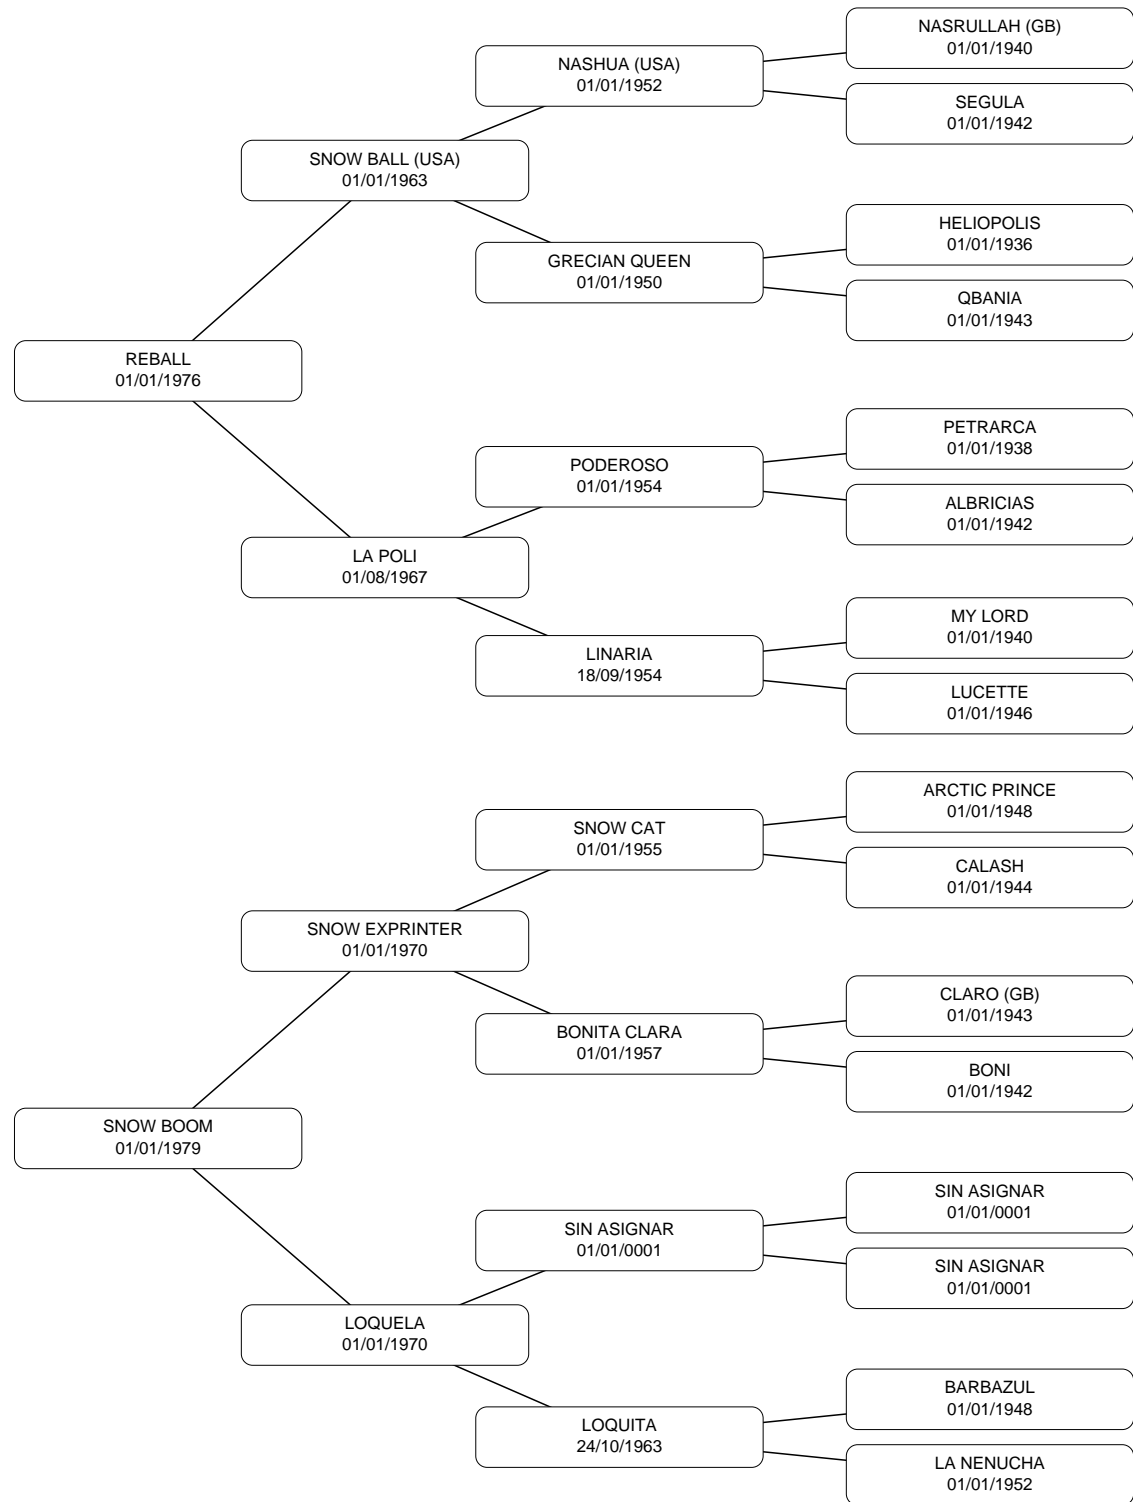 NASRULLAH (GB)
01/01/1940
NASHUA (USA)
01/01/1952
SEGULA
01/01/1942
SNOW BALL (USA)
01/01/1963
HELIOPOLIS
01/01/1936
GRECIAN QUEEN
01/01/1950
QBANIA
01/01/1943
REBALL
01/01/1976
PETRARCA
01/01/1938
PODEROSO
01/01/1954
ALBRICIAS
01/01/1942
LA POLI
01/08/1967
MY LORD
01/01/1940
LINARIA
18/09/1954
LUCETTE
01/01/1946
ARCTIC PRINCE
01/01/1948
SNOW CAT
01/01/1955
CALASH
01/01/1944
SNOW EXPRINTER
01/01/1970
CLARO (GB)
01/01/1943
BONITA CLARA
01/01/1957
BONI
01/01/1942
SNOW BOOM
01/01/1979
SIN ASIGNAR
01/01/0001
SIN ASIGNAR
01/01/0001
SIN ASIGNAR
01/01/0001
LOQUELA
01/01/1970
BARBAZUL
01/01/1948
LOQUITA
24/10/1963
LA NENUCHA
01/01/1952